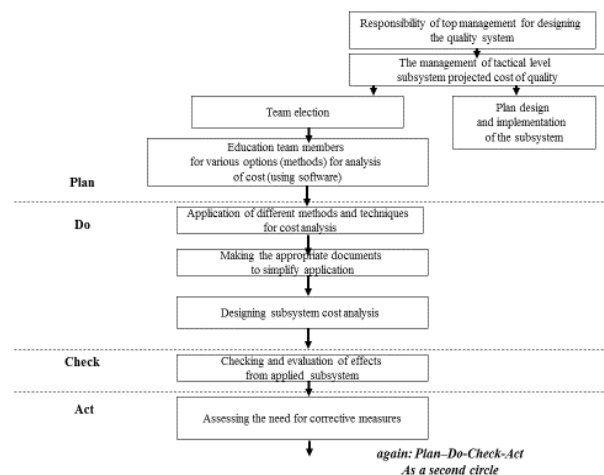 Responsibility of top management for designing
the quality system
The management of tactical level
subsystem projected cost of quality
Team election
Plan design
and implementation
of the subsystem
Education team members
for various options (methods) for analysis
of cost (using software)
Plan
Do
Application of different methods and techniques
for cost analysis
Making the appropriate documents
to simplify application
Designing subsystem cost analysis
Check
Checking and evaluation of effects
from applied subsystem
Act
Assessing the need for corrective measures
again: Plan–Do-Check-Act
As a second circle